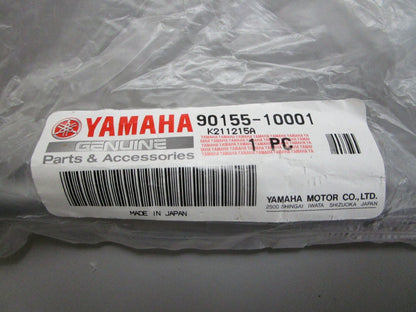 YAMAHA 90155-10001
GENUINE K211215A
Parts & Accessories 1 PC
MADE IN JAPAN
YAMAHA MOTOR CO.,LTD.
2500 SHINGAI IWATA SHIZUOKA JAPAN